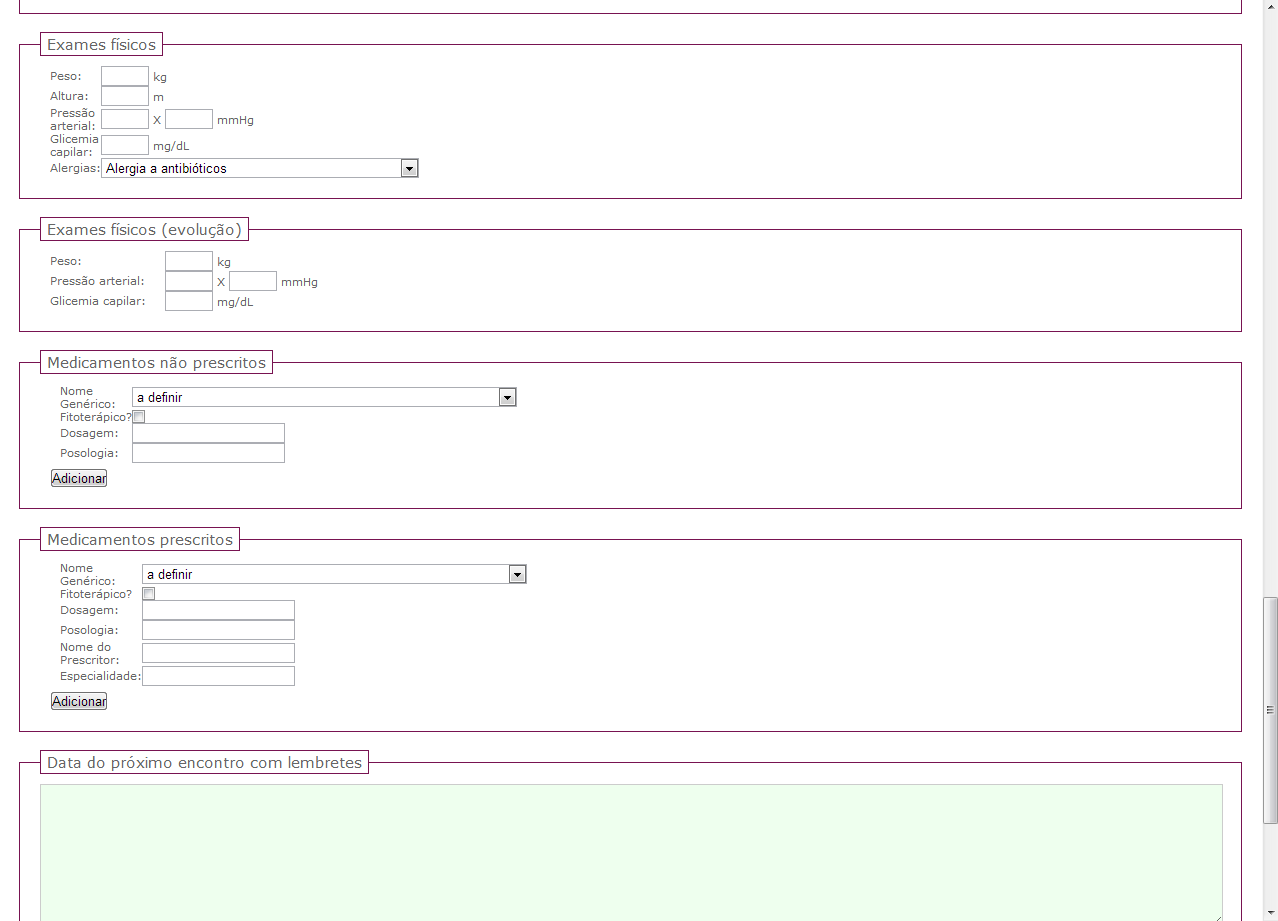 Exames físicos
Peso: kg
Altura: m
Pressão
arterial: X mmHg
Glicemia
capilar: mg/dL
Alergias: Alergia a antibióticos
Exames físicos (evolução)
Peso: kg
Pressão arterial: X mmHg
Glicemia capilar: mg/dL
Medicamentos não prescritos
Nome
Genérico: a definir
Fitoterápico?
Dosagem:
Posologia:
Adicionar
Medicamentos prescritos
Nome
Genérico: a definir
Fitoterápico?
Dosagem:
Posologia:
Nome do
Prescritor:
Especialidade:
Adicionar
Data do próximo encontro com lembretes